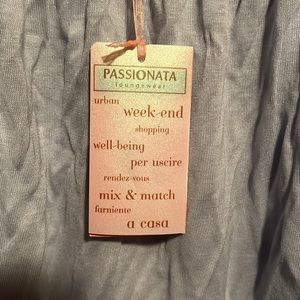 PASSIONATA
loungewear
urban
week-end
shopping
well-being
per uscire
rendez-vous
mix & match
farniente
a casa